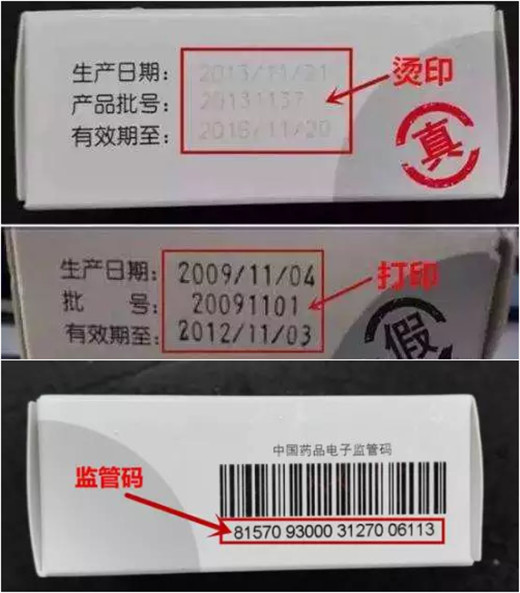 生产日期： 2013/11/21
产品批号： 20131137
有效期至： 2016/11/20
烫印
真
生产日期： 2009/11/04
批 号： 20091101
有效期至： 2012/11/03
打印
假
中国药品电子监管码
监管码
81570 93000 31270 06113